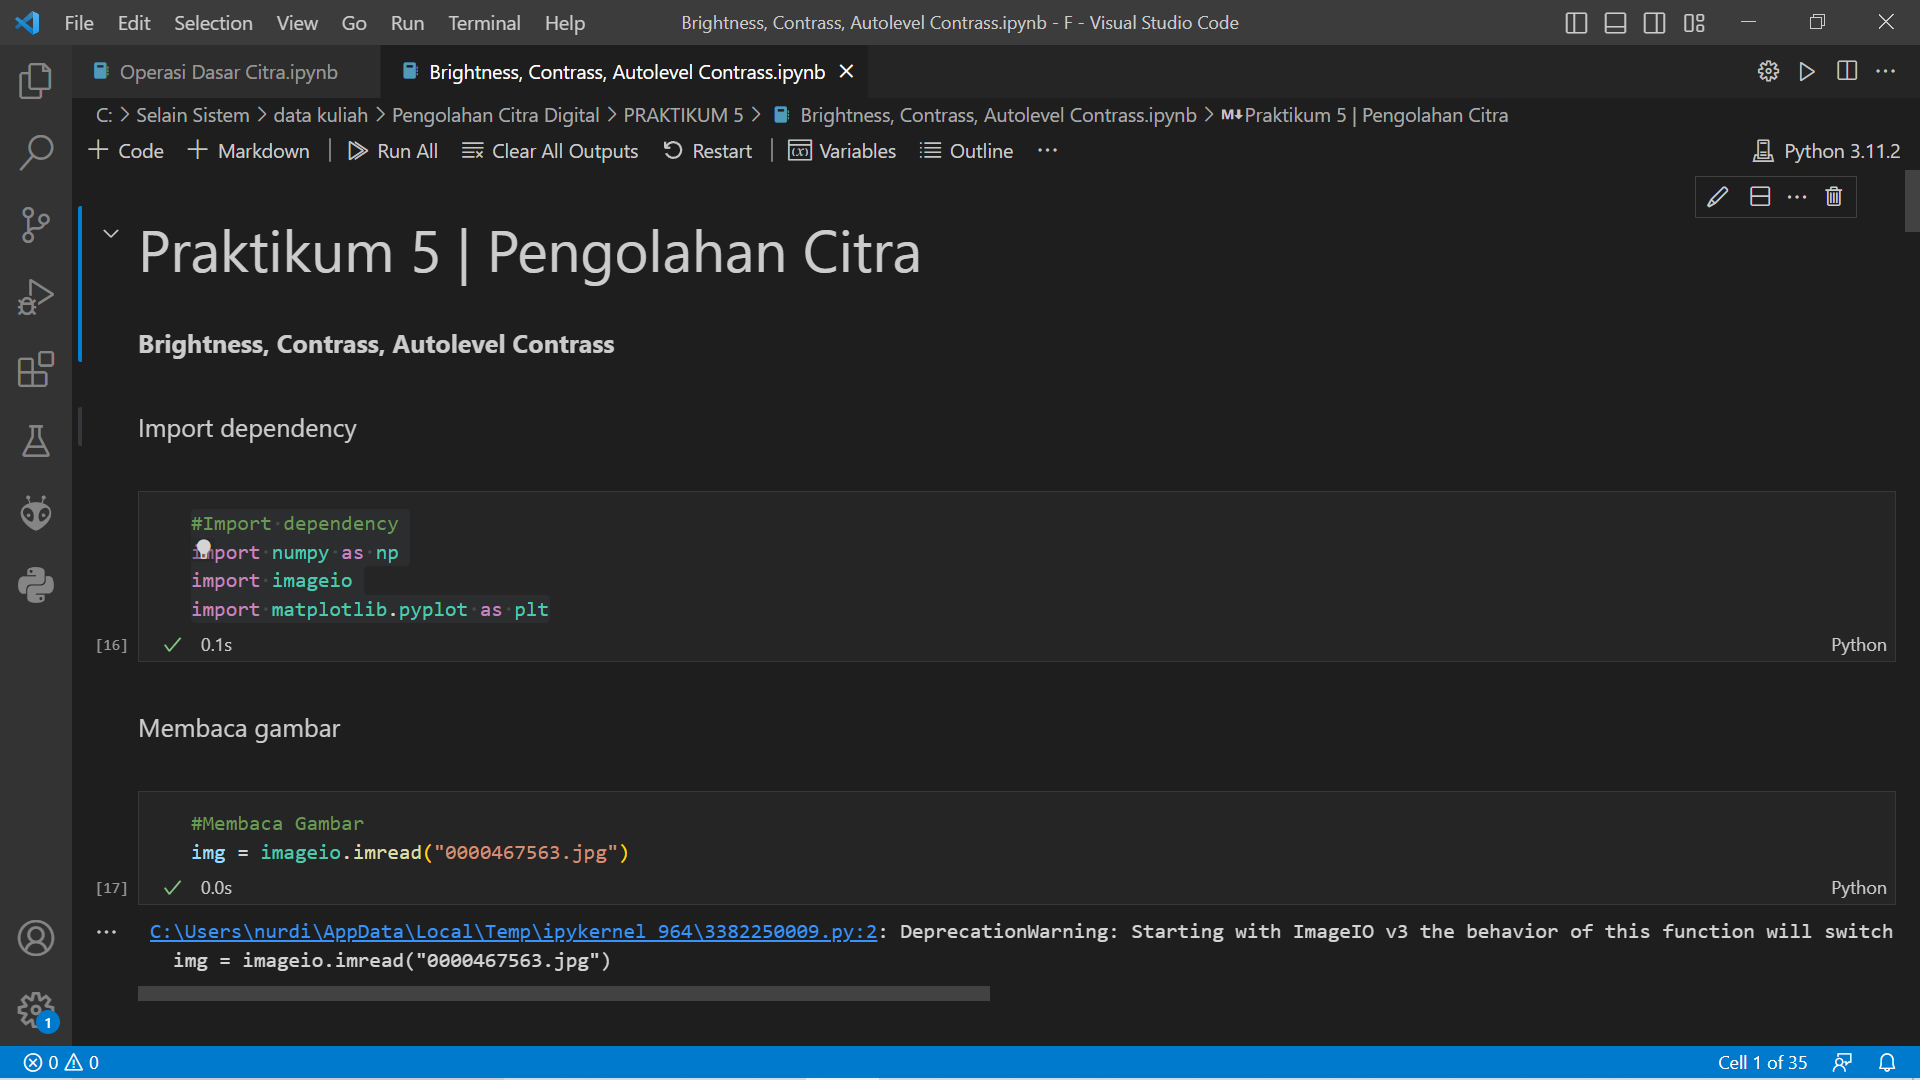 File Edit Selection View Go Run Terminal Help Brightness, Contrass, Autolevel Contrass.ipynb - F - Visual Studio Code
Operasi Dasar Citra.ipynb Brightness, Contrass, Autolevel Contrass.ipynb
C: > Selain Sistem > data kuliah > Pengolahan Citra Digital > PRAKTIKUM 5 > Brightness, Contrass, Autolevel Contrass.ipynb > M↓Praktikum 5 | Pengolahan Citra
+ Code + Markdown | Run All Clear All Outputs Restart | Variables Outline ... Python 3.11.2
Praktikum 5 | Pengolahan Citra
Brightness, Contrass, Autolevel Contrass
Import dependency
#Import dependency
import numpy as np
import imageio
import matplotlib.pyplot as plt
[16] 0.1s Python
Membaca gambar
#Membaca Gambar
img = imageio.imread("0000467563.jpg")
[17] 0.0s Python
... C:\Users\nurdi\AppData\Local\Temp\ipykernel_964\3382250009.py:2: DeprecationWarning: Starting with ImageIO v3 the behavior of this function will switch
img = imageio.imread("0000467563.jpg")
1
0 0 Cell 1 of 35